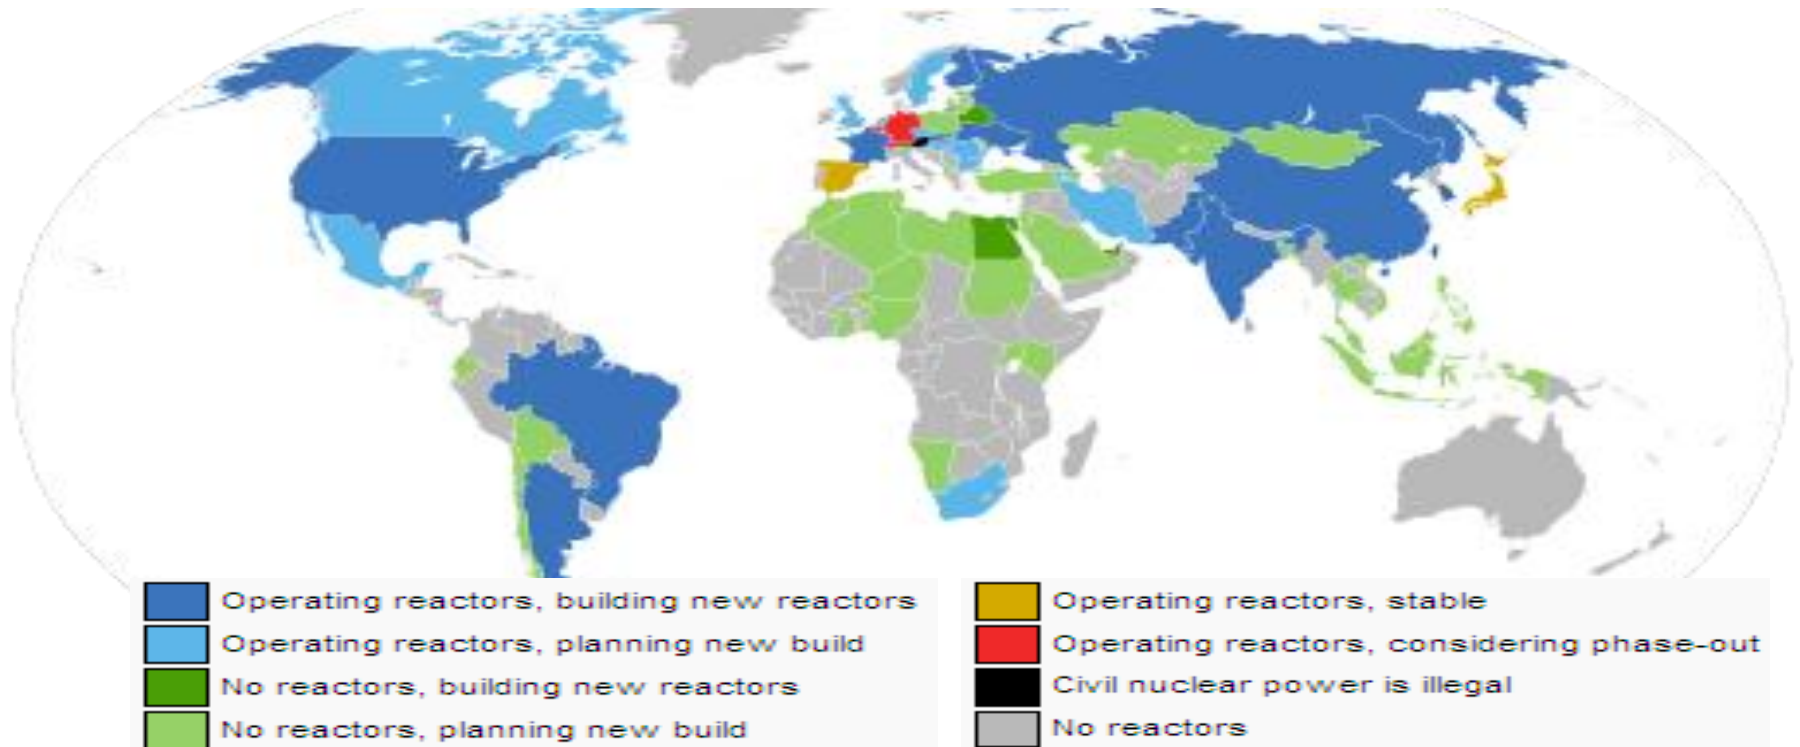 Operating reactors, building new reactors
Operating reactors, planning new build
No reactors, building new reactors
No reactors, planning new build
Operating reactors, stable
Operating reactors, considering phase-out
Civil nuclear power is illegal
No reactors